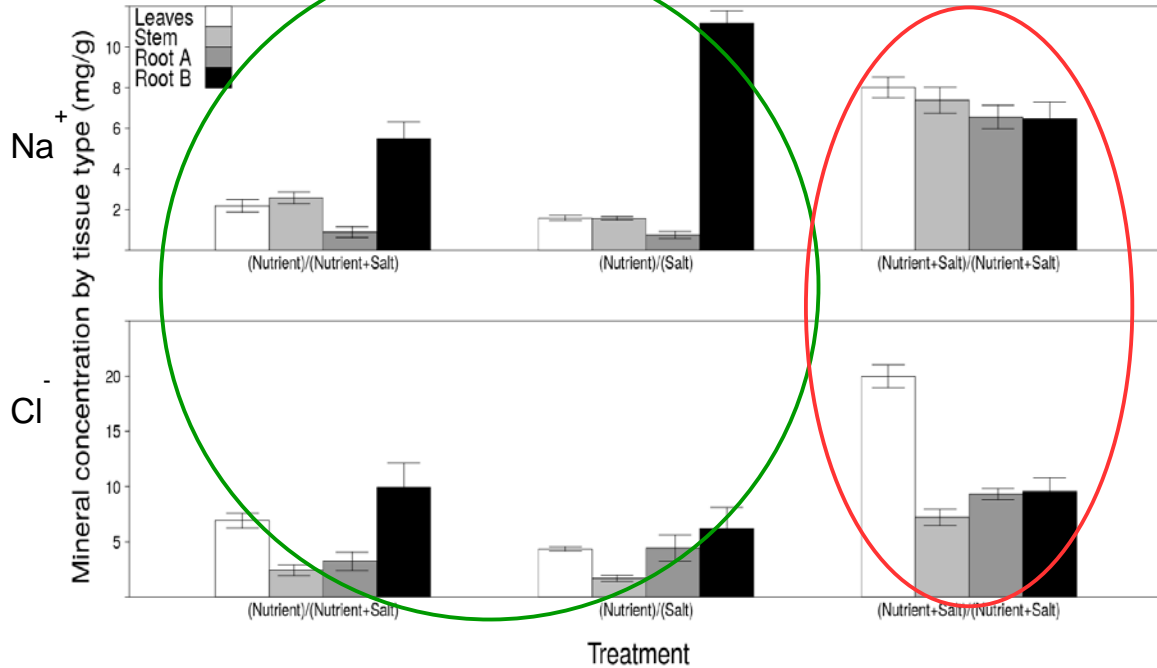 Mineral concentration by tissue type (mg/g)
Na+
Leaves
Stem
Root A
Root B
10
8
6
4
2
(Nutrient)/(Nutrient+Salt) (Nutrient)/(Salt) (Nutrient+Salt)/(Nutrient+Salt)
Cl-
20
15
10
5
(Nutrient)/(Nutrient+Salt) (Nutrient)/(Salt) (Nutrient+Salt)/(Nutrient+Salt)
Treatment